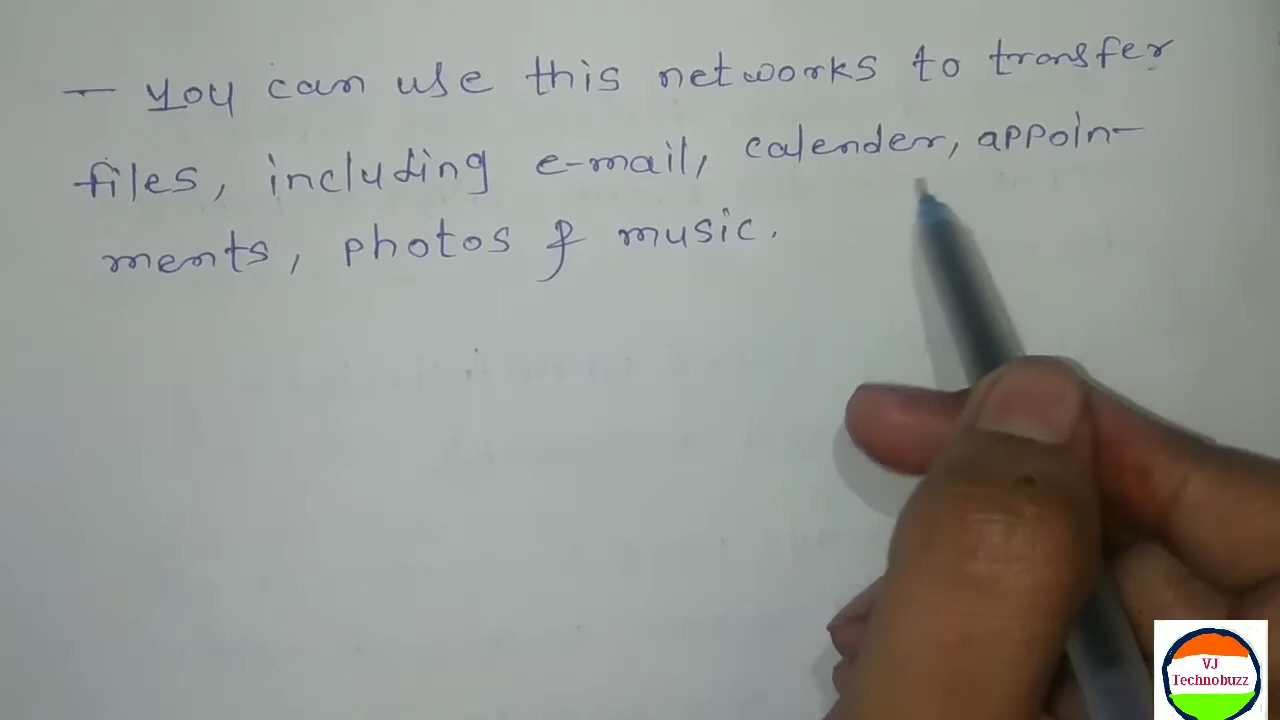 — You can use this networks to transfer
files, including e-mail, calender, appoin-
ments, photos & music.
VJ
Technobuzz